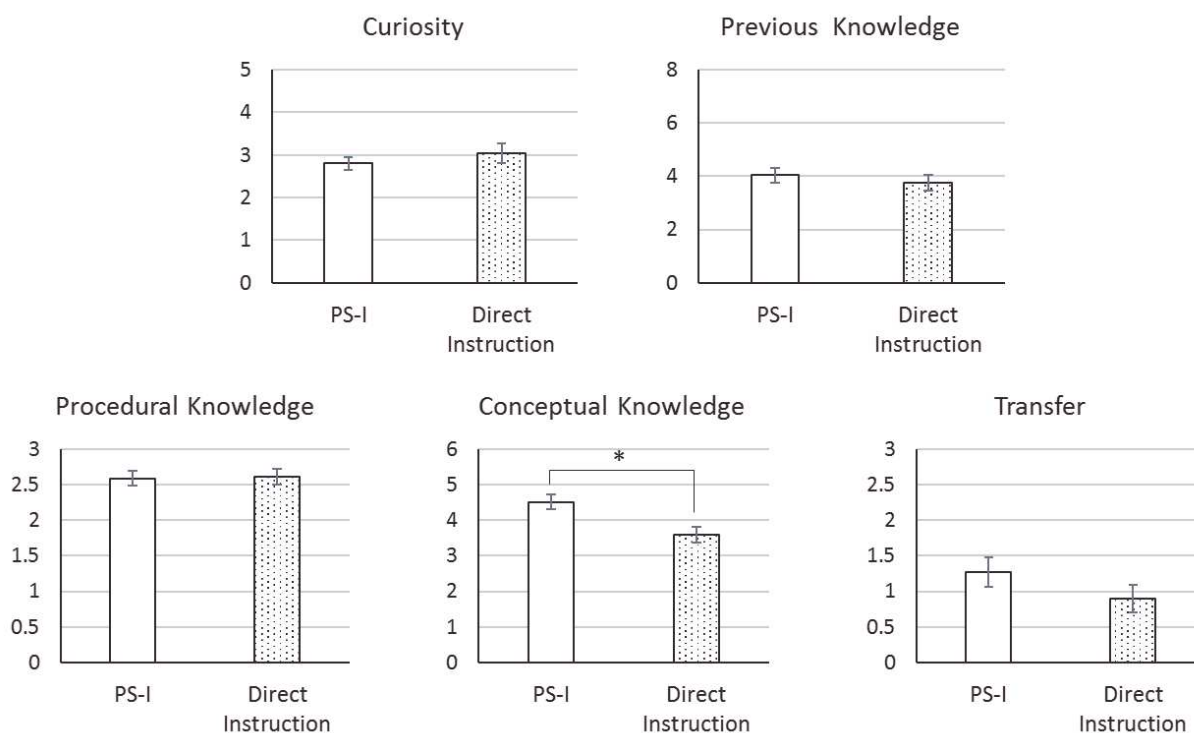 Curiosity
5
4
3
2
1
0
PS-I
Direct
Instruction
Previous Knowledge
8
6
4
2
0
PS-I
Direct
Instruction
Procedural Knowledge
3
2.5
2
1.5
1
0.5
0
PS-I
Direct
Instruction
Conceptual Knowledge
6
5
4
3
2
1
0
*
PS-I
Direct
Instruction
Transfer
3
2.5
2
1.5
1
0.5
0
PS-I
Direct
Instruction